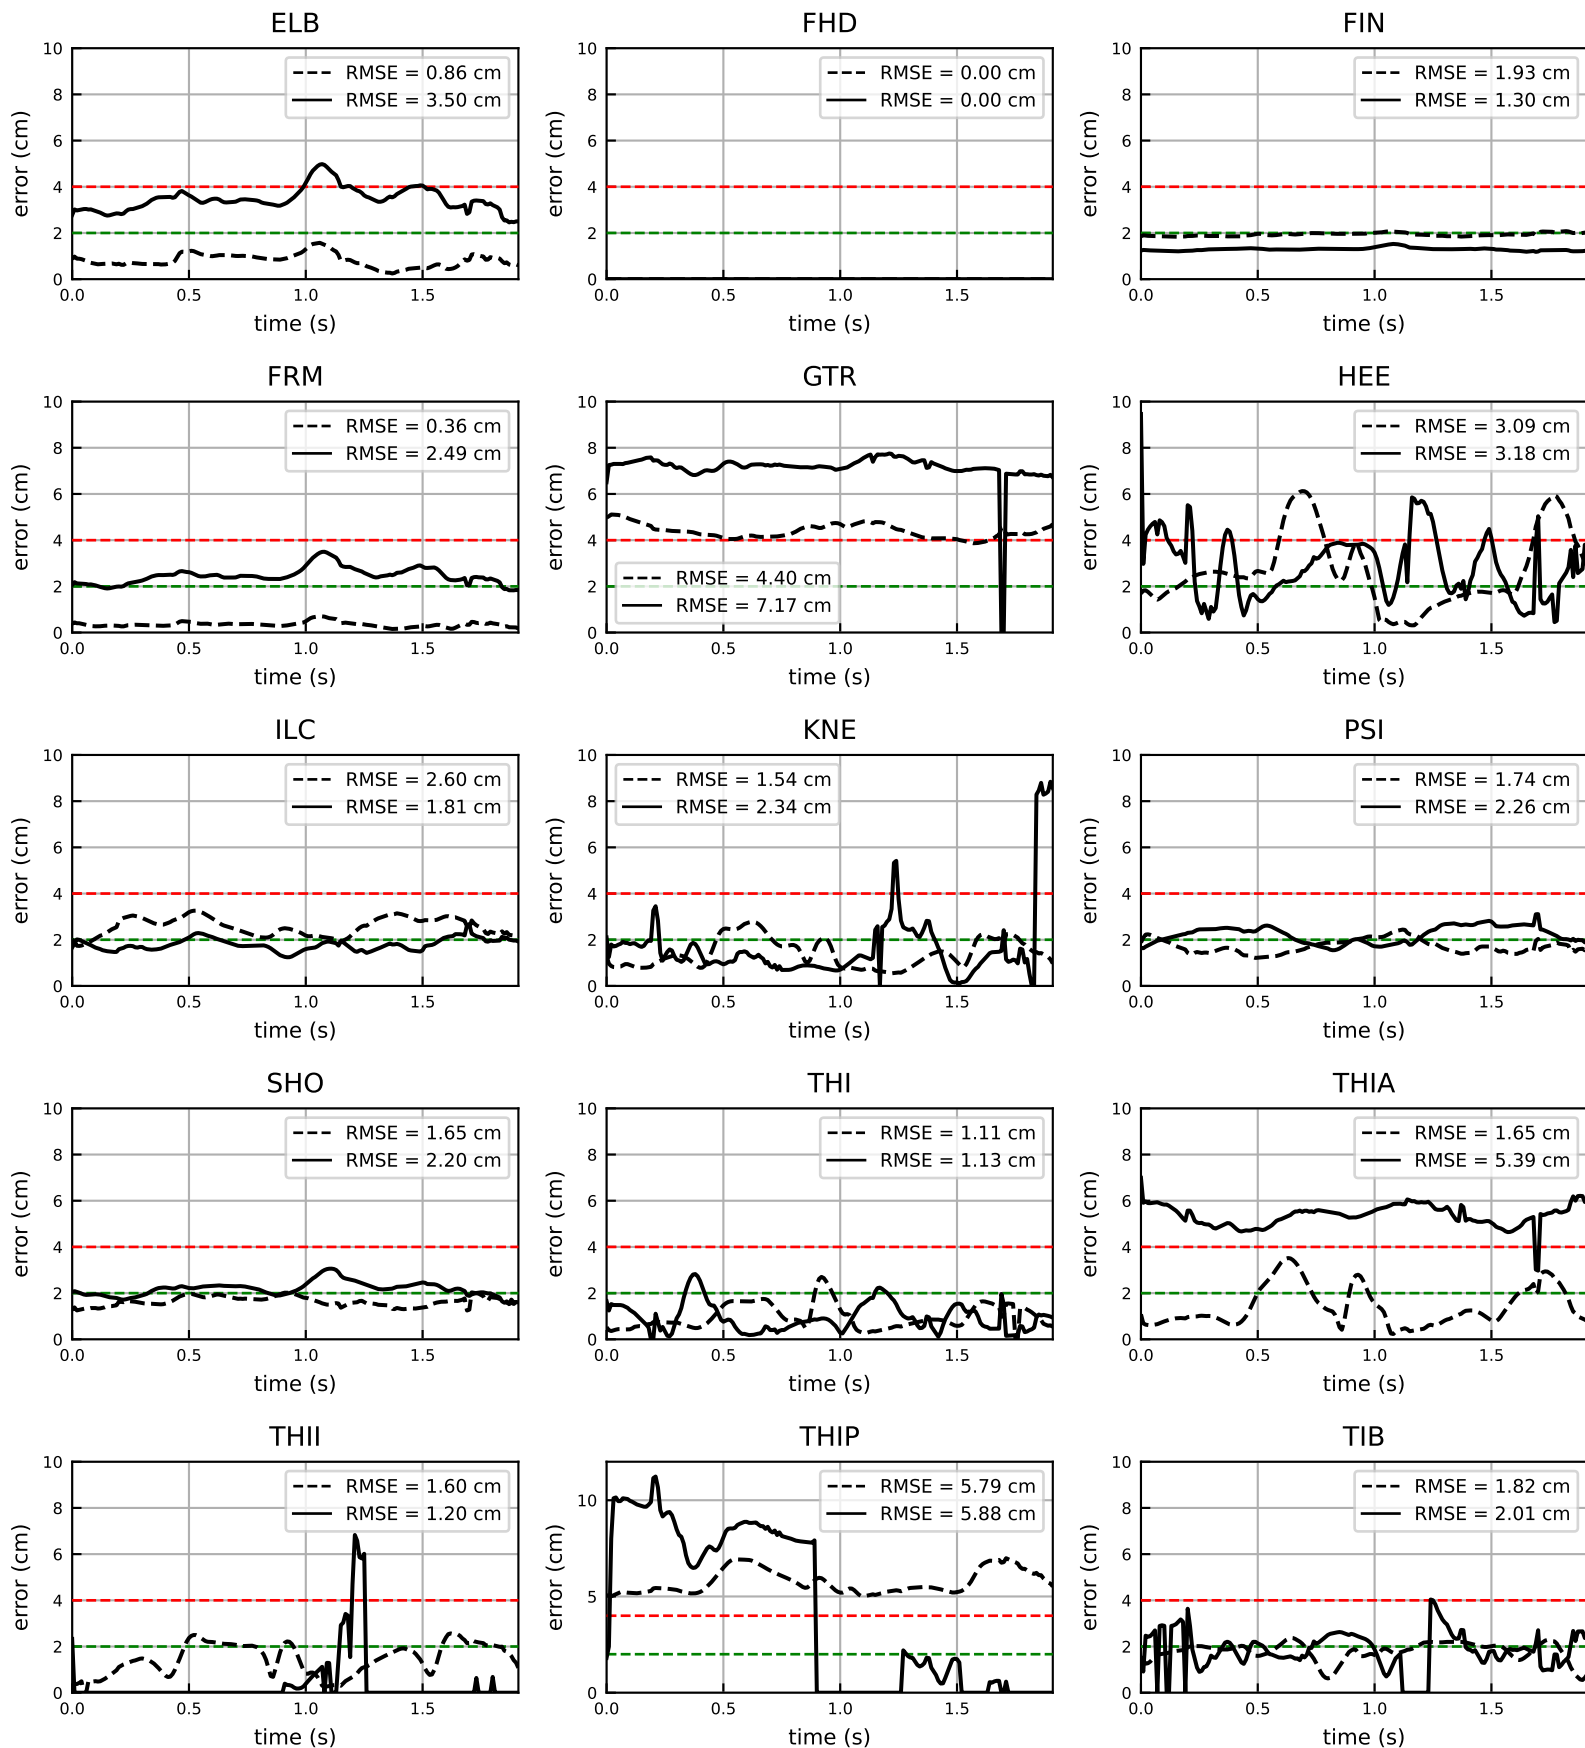 ELB
RMSE = 0.86 cm
RMSE = 3.50 cm
error (cm)
10
8
6
4
2
0
0.0 0.5 1.0 1.5
time (s)
FHD
RMSE = 0.00 cm
RMSE = 0.00 cm
error (cm)
10
8
6
4
2
0
0.0 0.5 1.0 1.5
time (s)
FIN
RMSE = 1.93 cm
RMSE = 1.30 cm
error (cm)
10
8
6
4
2
0
0.0 0.5 1.0 1.5
time (s)
FRM
RMSE = 0.36 cm
RMSE = 2.49 cm
error (cm)
10
8
6
4
2
0
0.0 0.5 1.0 1.5
time (s)
GTR
RMSE = 4.40 cm
RMSE = 7.17 cm
error (cm)
10
8
6
4
2
0
0.0 0.5 1.0 1.5
time (s)
HEE
RMSE = 3.09 cm
RMSE = 3.18 cm
error (cm)
10
8
6
4
2
0
0.0 0.5 1.0 1.5
time (s)
ILC
RMSE = 2.60 cm
RMSE = 1.81 cm
error (cm)
10
8
6
4
2
0
0.0 0.5 1.0 1.5
time (s)
KNE
RMSE = 1.54 cm
RMSE = 2.34 cm
error (cm)
10
8
6
4
2
0
0.0 0.5 1.0 1.5
time (s)
PSI
RMSE = 1.74 cm
RMSE = 2.26 cm
error (cm)
10
8
6
4
2
0
0.0 0.5 1.0 1.5
time (s)
SHO
RMSE = 1.65 cm
RMSE = 2.20 cm
error (cm)
10
8
6
4
2
0
0.0 0.5 1.0 1.5
time (s)
THI
RMSE = 1.11 cm
RMSE = 1.13 cm
error (cm)
10
8
6
4
2
0
0.0 0.5 1.0 1.5
time (s)
THIA
RMSE = 1.65 cm
RMSE = 5.39 cm
error (cm)
10
8
6
4
2
0
0.0 0.5 1.0 1.5
time (s)
THII
RMSE = 1.60 cm
RMSE = 1.20 cm
error (cm)
10
8
6
4
2
0
0.0 0.5 1.0 1.5
time (s)
THIP
RMSE = 5.79 cm
RMSE = 5.88 cm
error (cm)
10
5
0
0.0 0.5 1.0 1.5
time (s)
TIB
RMSE = 1.82 cm
RMSE = 2.01 cm
error (cm)
10
8
6
4
2
0
0.0 0.5 1.0 1.5
time (s)